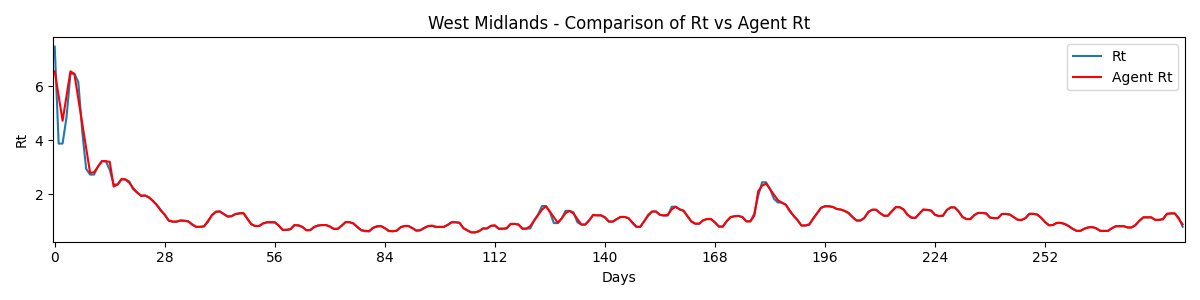 West Midlands - Comparison of Rt vs Agent Rt
Rt
Agent Rt
6
4
2
Rt
0 28 56 84 112 140 168 196 224 252
Days